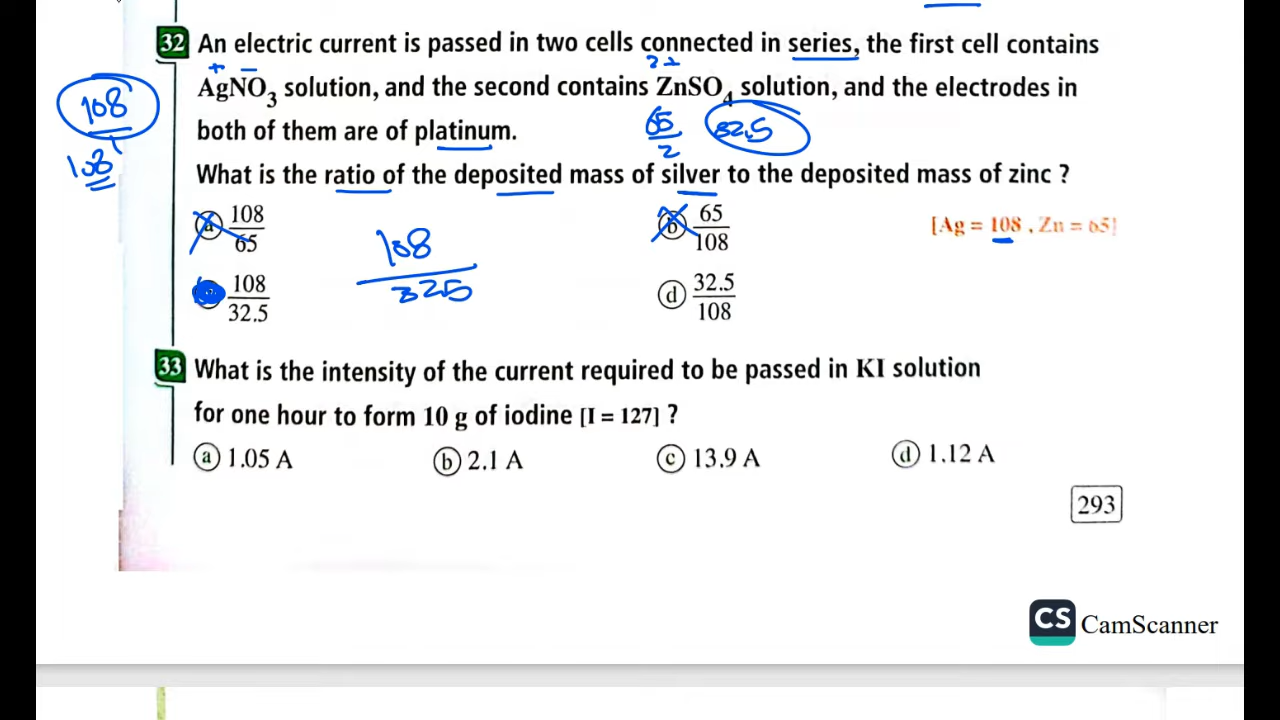 32 An electric current is passed in two cells connected in series, the first cell contains
+ − 2+
AgNO₃ solution, and the second contains ZnSO₄ solution, and the electrodes in
108
both of them are of platinum. 65/2 32.5
108
What is the ratio of the deposited mass of silver to the deposited mass of zinc ?
a 108/65 b 65/108 [Ag = 108 , Zn = 65]
108/32.5
108/32.5 d 32.5/108
33 What is the intensity of the current required to be passed in KI solution
for one hour to form 10 g of iodine [I = 127] ?
a 1.05 A b 2.1 A c 13.9 A d 1.12 A
293
CS CamScanner